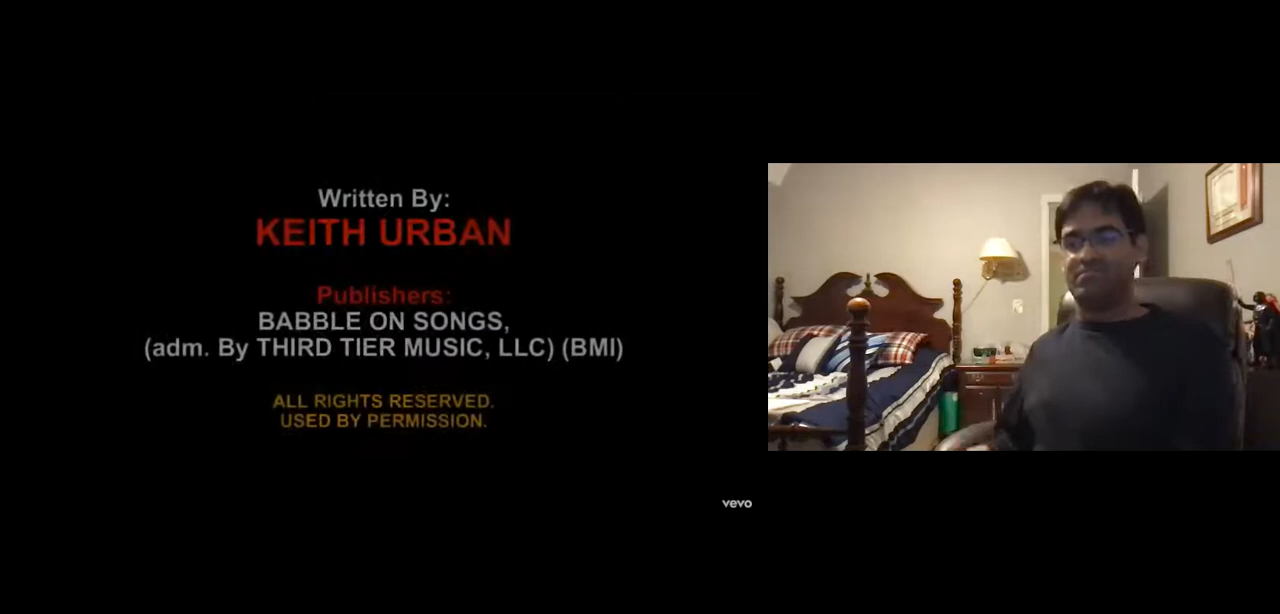 Written By:
KEITH URBAN
Publishers:
BABBLE ON SONGS,
(adm. By THIRD TIER MUSIC, LLC) (BMI)
ALL RIGHTS RESERVED.
USED BY PERMISSION.
vevo